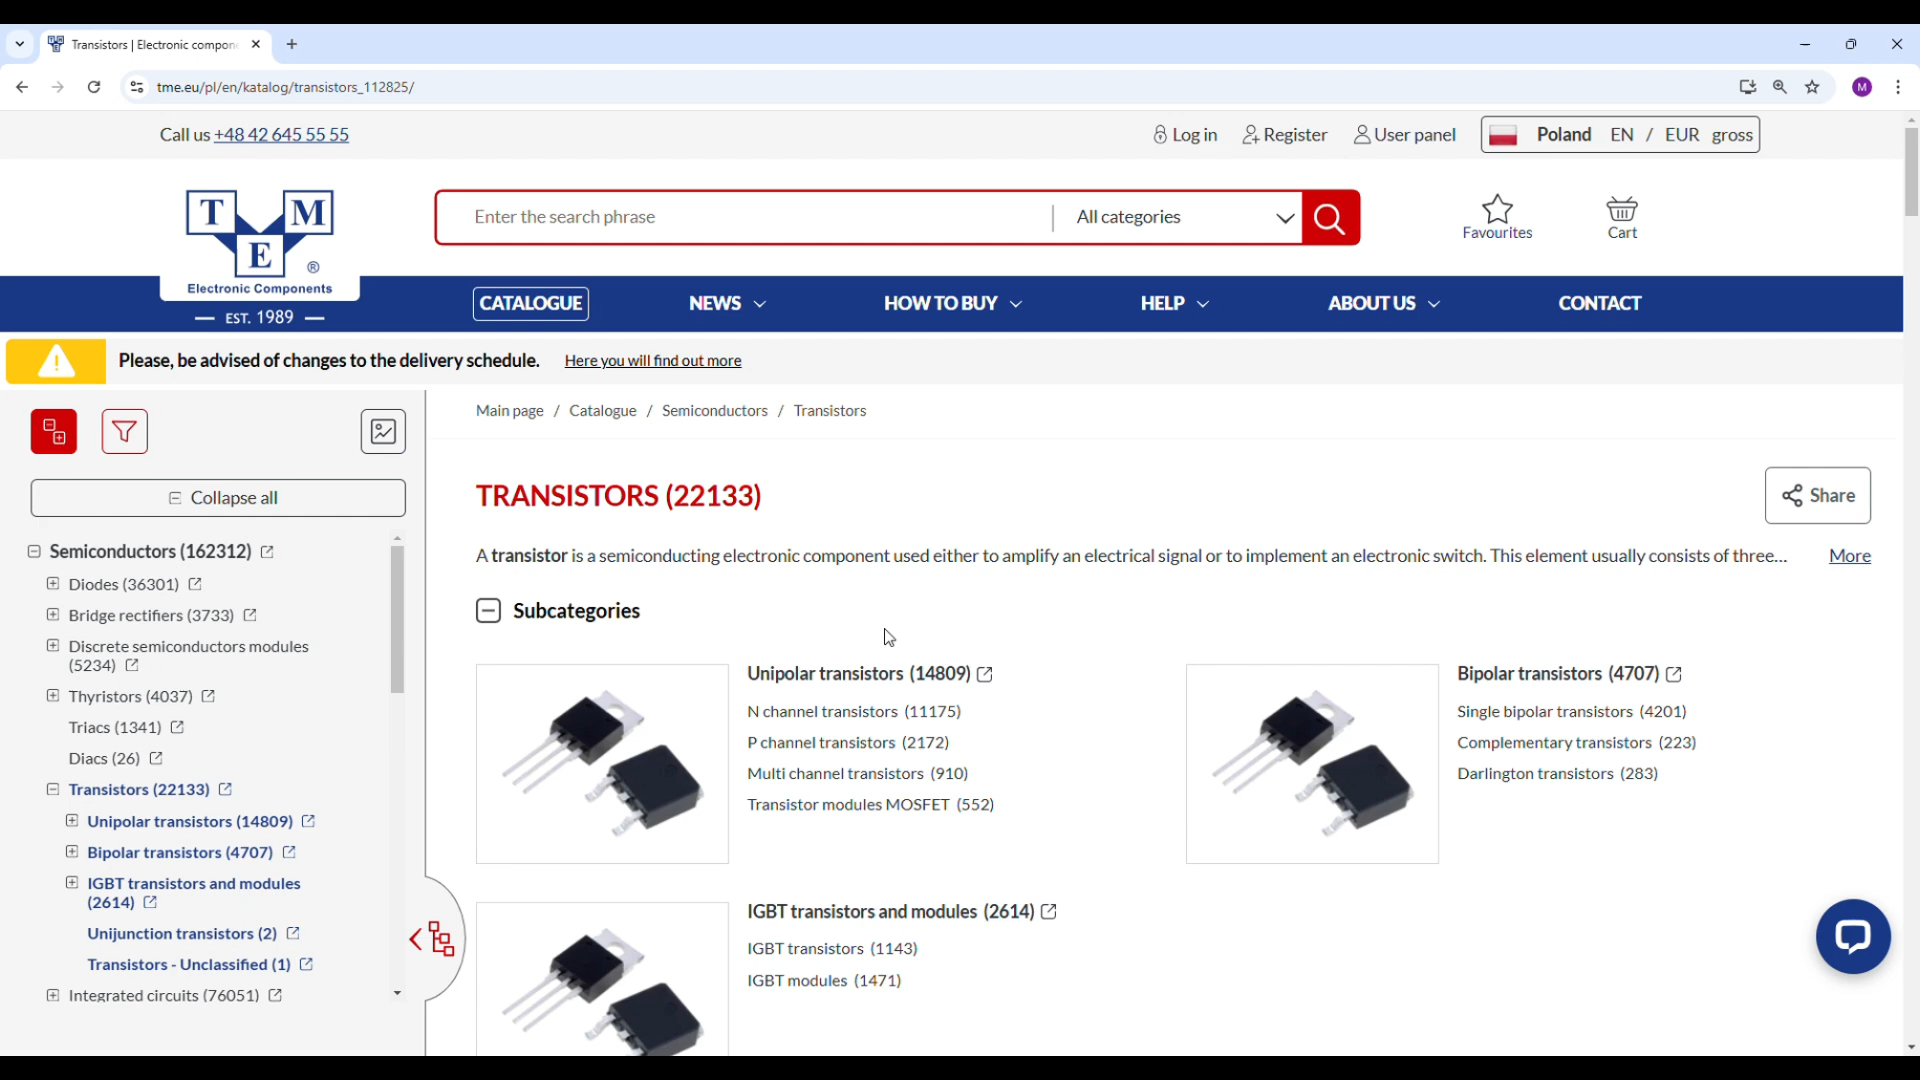 Transistors | Electronic compon
tme.eu/pl/en/katalog/transistors_112825/
M
Call us +48 42 645 55 55
Log in
Register
User panel
Poland EN / EUR gross
T M E ®
Electronic Components
EST. 1989
Enter the search phrase
All categories
Favourites
Cart
CATALOGUE
NEWS
HOW TO BUY
HELP
ABOUT US
CONTACT
Please, be advised of changes to the delivery schedule. Here you will find out more
Collapse all
Semiconductors (162312)
Diodes (36301)
Bridge rectifiers (3733)
Discrete semiconductors modules
(5234)
Thyristors (4037)
Triacs (1341)
Diacs (26)
Transistors (22133)
Unipolar transistors (14809)
Bipolar transistors (4707)
IGBT transistors and modules
(2614)
Unijunction transistors (2)
Transistors - Unclassified (1)
Integrated circuits (76051)
Main page / Catalogue / Semiconductors / Transistors
TRANSISTORS (22133)
Share
A transistor is a semiconducting electronic component used either to amplify an electrical signal or to implement an electronic switch. This element usually consists of three... More
Subcategories
Unipolar transistors (14809)
N channel transistors (11175)
P channel transistors (2172)
Multi channel transistors (910)
Transistor modules MOSFET (552)
Bipolar transistors (4707)
Single bipolar transistors (4201)
Complementary transistors (223)
Darlington transistors (283)
IGBT transistors and modules (2614)
IGBT transistors (1143)
IGBT modules (1471)